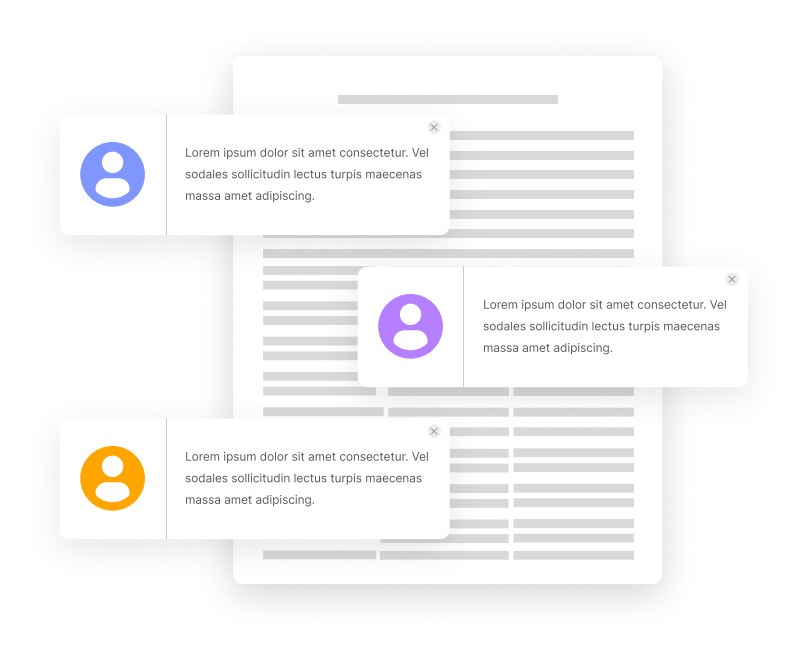 Lorem ipsum dolor sit amet consectetur. Vel
sodales sollicitudin lectus turpis maecenas
massa amet adipiscing.
Lorem ipsum dolor sit amet consectetur. Vel
sodales sollicitudin lectus turpis maecenas
massa amet adipiscing.
Lorem ipsum dolor sit amet consectetur. Vel
sodales sollicitudin lectus turpis maecenas
massa amet adipiscing.